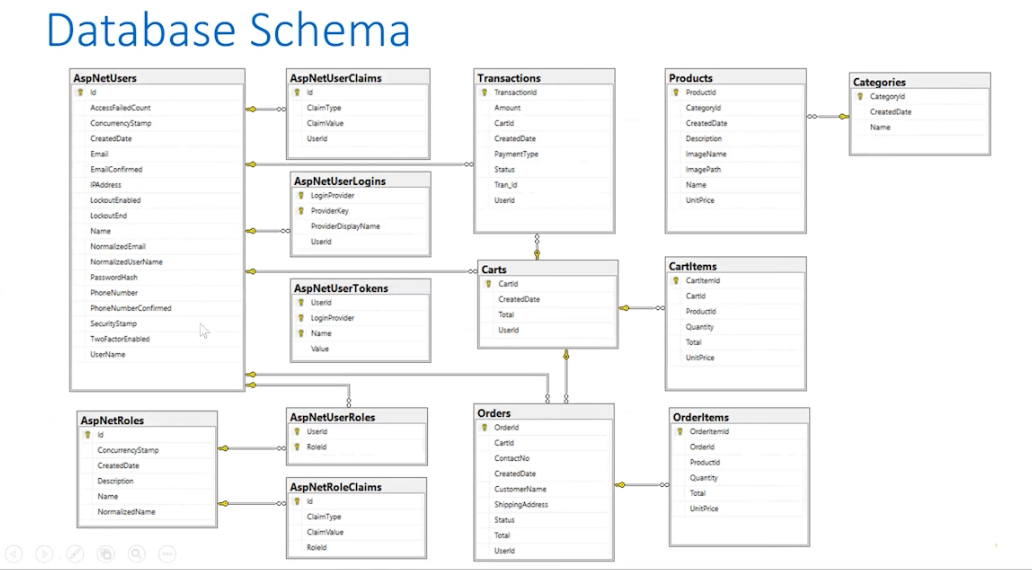 Database Schema
AspNetUsers
Id
AccessFailedCount
ConcurrencyStamp
CreatedDate
Email
EmailConfirmed
IPAddress
LockoutEnabled
LockoutEnd
Name
NormalizedEmail
NormalizedUserName
PasswordHash
PhoneNumber
PhoneNumberConfirmed
SecurityStamp
TwoFactorEnabled
UserName
AspNetUserClaims
Id
ClaimType
ClaimValue
UserId
AspNetUserLogins
LoginProvider
ProviderKey
ProviderDisplayName
UserId
AspNetUserTokens
UserId
LoginProvider
Name
Value
Transactions
TransactionId
Amount
CartId
CreatedDate
PaymentType
Status
Tran_Id
UserId
Products
ProductId
CategoryId
CreatedDate
Description
ImageName
ImagePath
Name
UnitPrice
Categories
CategoryId
CreatedDate
Name
Carts
CartId
CreatedDate
Total
UserId
CartItems
CartItemId
CartId
ProductId
Quantity
Total
UnitPrice
AspNetRoles
Id
ConcurrencyStamp
CreatedDate
Description
Name
NormalizedName
AspNetUserRoles
UserId
RoleId
AspNetRoleClaims
Id
ClaimType
ClaimValue
RoleId
Orders
OrderId
CartId
ContactNo
CreatedDate
CustomerName
ShippingAddress
Status
Total
UserId
OrderItems
OrderItemId
OrderId
ProductId
Quantity
Total
UnitPrice